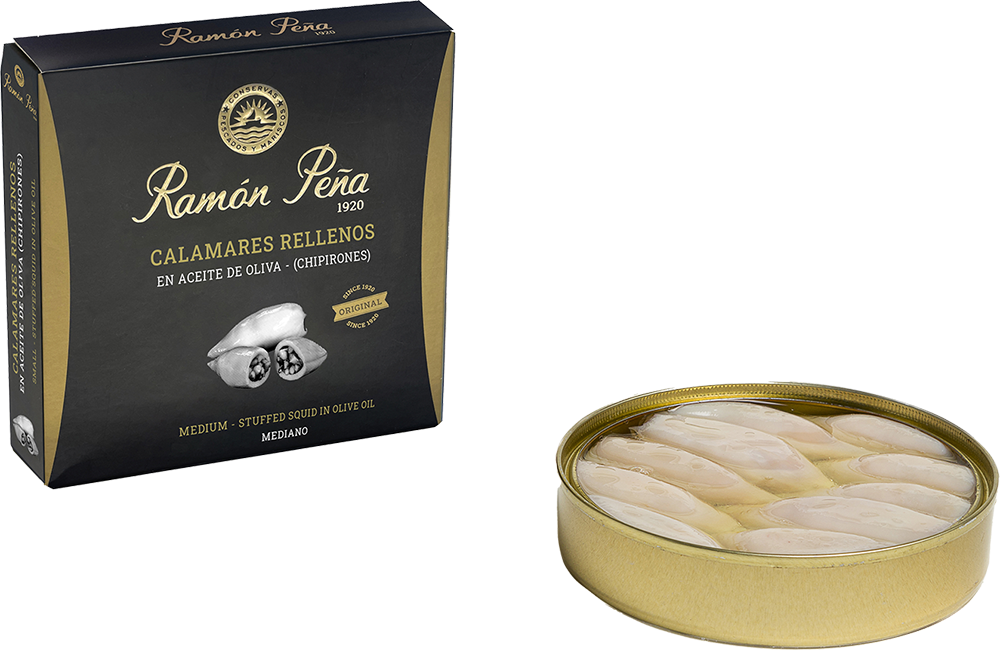 Ramón Peña
1920
CONSERVAS
PESCADOS Y MARISCOS
Ramón Peña
1920
CALAMARES RELLENOS
EN ACEITE DE OLIVA - (CHIPIRONES)
SINCE 1920
ORIGINAL
SINCE 1920
MEDIUM - STUFFED SQUID IN OLIVE OIL
MEDIANO
Ramón Peña
CALAMARES RELLENOS
EN ACEITE DE OLIVA (CHIPIRONES)
SMALL - STUFFED SQUID IN OLIVE OIL